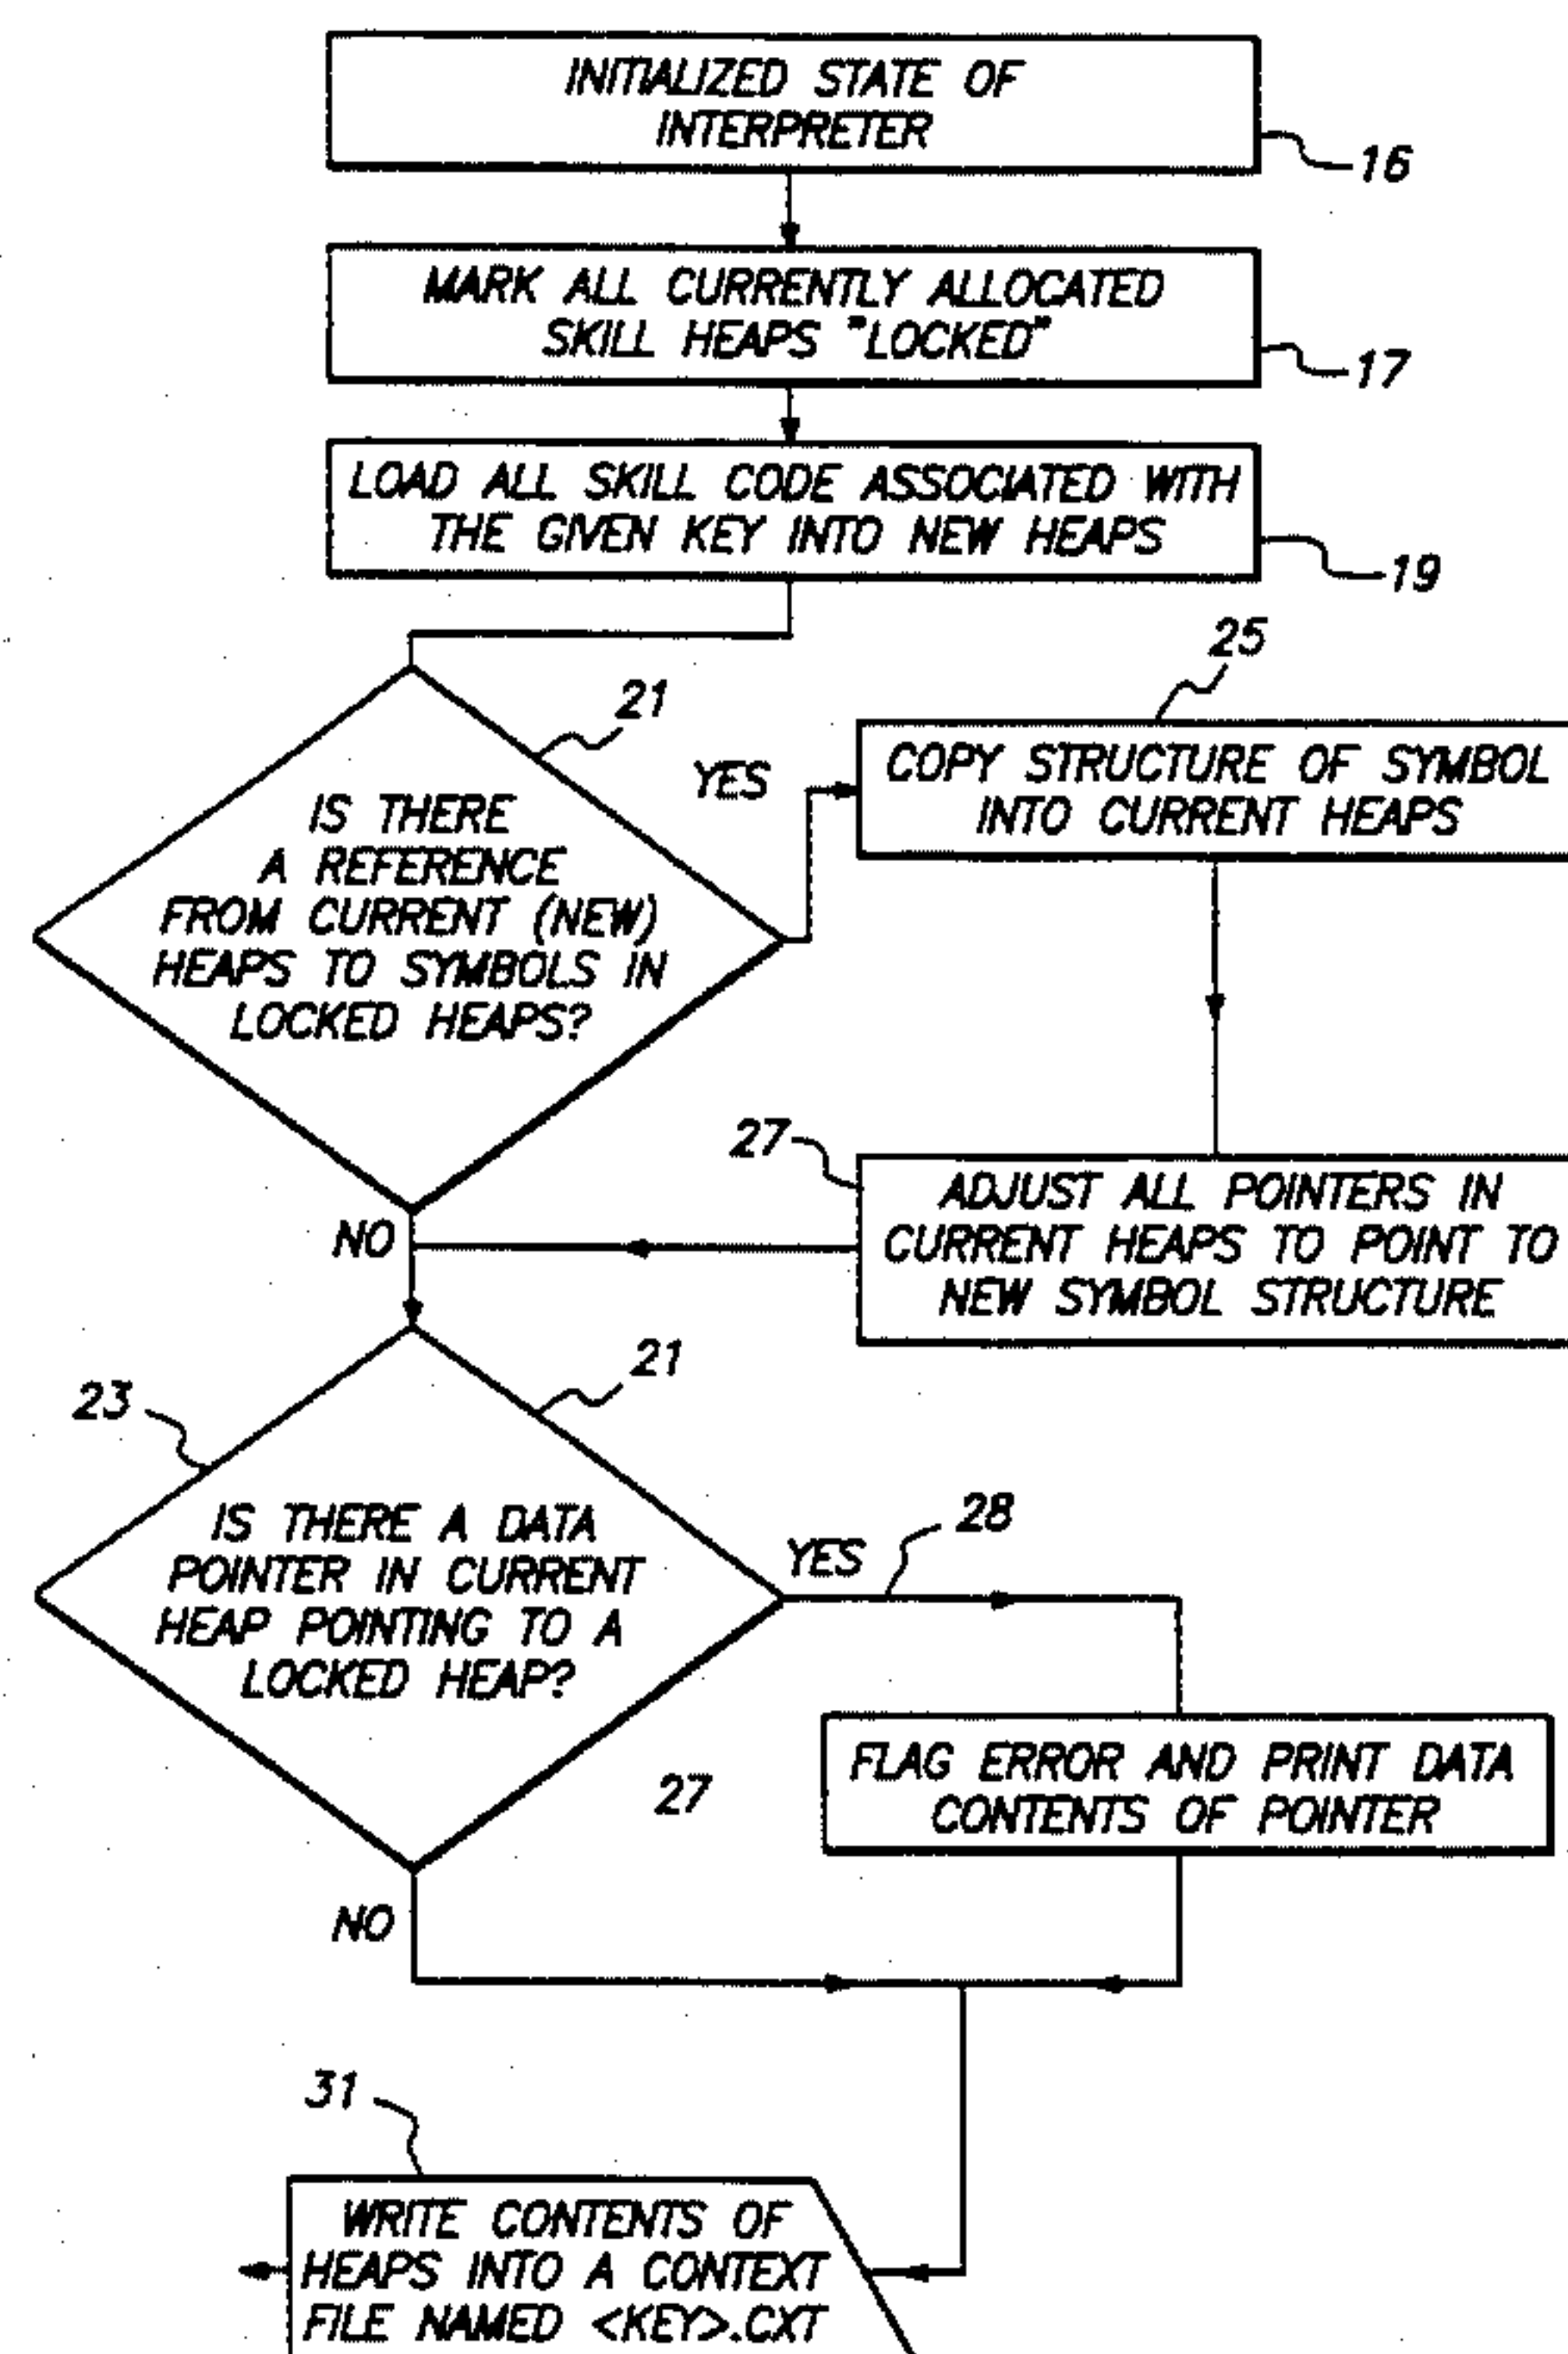 INITIALIZED STATE OF
INTERPRETER
16
MARK ALL CURRENTLY ALLOCATED
SKILL HEAPS "LOCKED"
17
LOAD ALL SKILL CODE ASSOCIATED WITH
THE GIVEN KEY INTO NEW HEAPS
19
21
IS THERE
A REFERENCE
FROM CURRENT (NEW)
HEAPS TO SYMBOLS IN
LOCKED HEAPS?
YES
25
COPY STRUCTURE OF SYMBOL
INTO CURRENT HEAPS
27
ADJUST ALL POINTERS IN
CURRENT HEAPS TO POINT TO
NEW SYMBOL STRUCTURE
NO
23
21
IS THERE A DATA
POINTER IN CURRENT
HEAP POINTING TO A
LOCKED HEAP?
YES
28
27
FLAG ERROR AND PRINT DATA
CONTENTS OF POINTER
NO
31
WRITE CONTENTS OF
HEAPS INTO A CONTEXT
FILE NAMED <KEY>.CXT